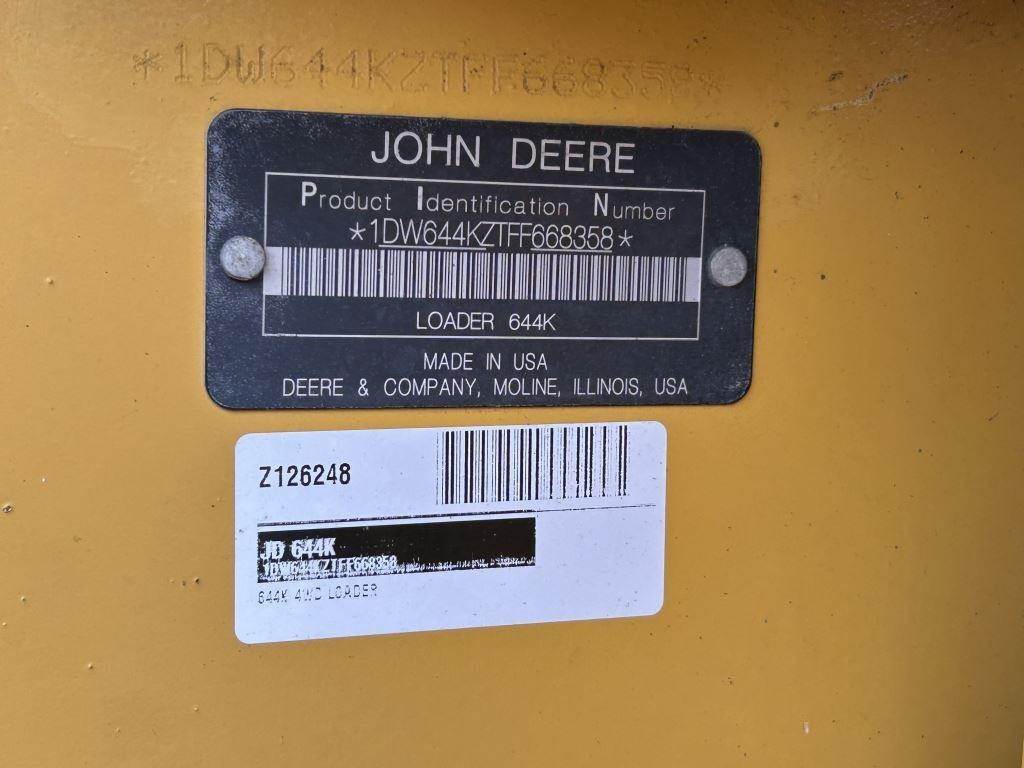 *1DW644KZTFF668358*
JOHN DEERE
Product Identification Number
*1DW644KZTFF668358*
LOADER 644K
MADE IN USA
DEERE & COMPANY, MOLINE, ILLINOIS, USA
Z126248
JD 644K
1DW644KZTFF668358
644K 4WD LOADER